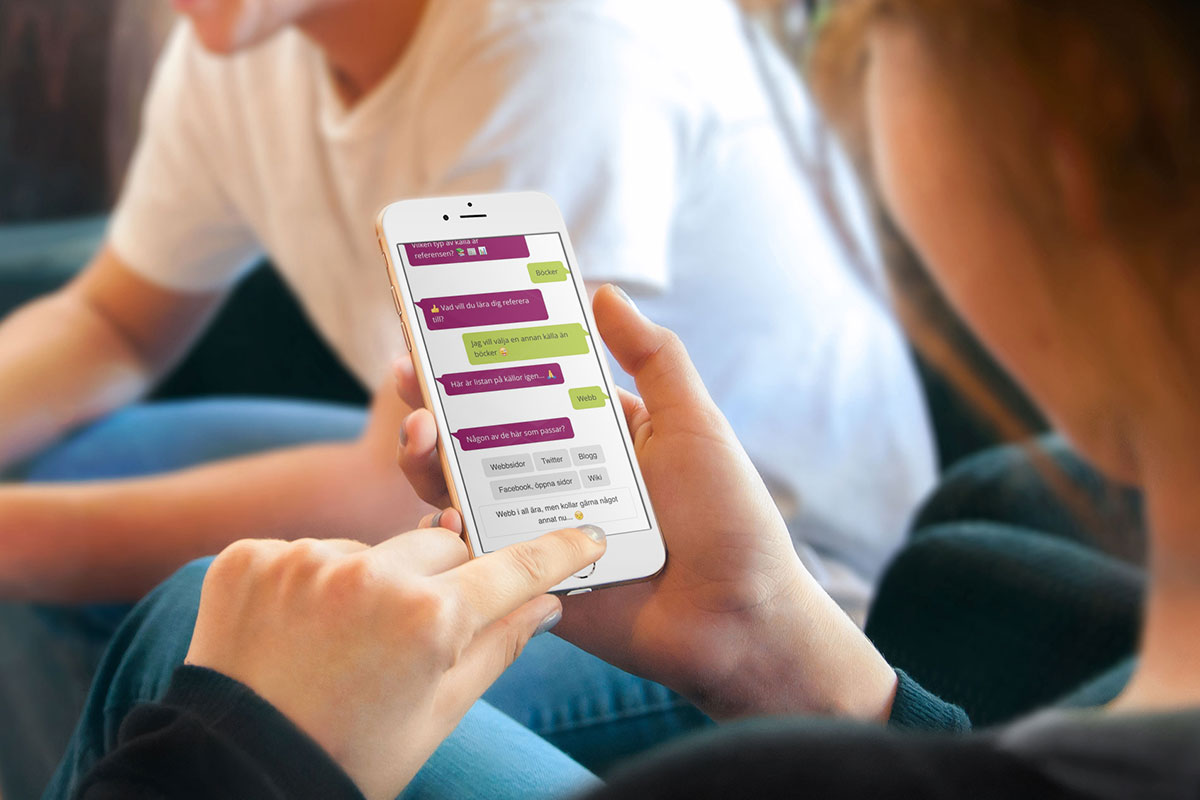 Vilken typ av källa är
referensen?
Böcker
Vad vill du lära dig referera
till?
Jag vill välja en annan källa än
böcker
Här är listan på källor igen...
Webb
Någon av de här som passar?
Webbsidor Twitter Blogg
Facebook, öppna sidor Wiki
Webb i all ära, men kollar gärna något
annat nu...